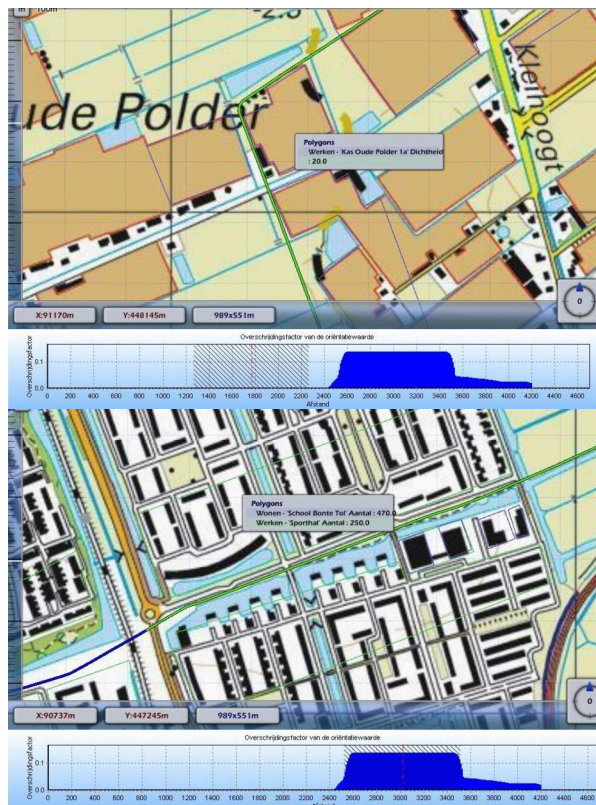 m 100m
-2.3
ude Polder
Kleihoogt
Polygons
Werken - 'Kas Oude Polder 1a' Dichtheid
: 20.0
X:91170m
Y:448145m
989x551m
0
Overschrijdingsfactor van de oriëntatiewaarde
Overschrijdingsfactor
0.1
0.0
0 200 400 600 800 1000 1200 1400 1600 1800 2000 2200 2400 2600 2800 3000 3200 3400 3600 3800 4000 4200 4400 4600
Afstand
Polygons
Wonen - 'School Bonte Tol' Aantal : 470.0
Werken - 'Sporthal' Aantal : 250.0
X:90737m
Y:447245m
989x551m
0
Overschrijdingsfactor van de oriëntatiewaarde
Overschrijdingsfactor
0.1
0.0
0 200 400 600 800 1000 1200 1400 1600 1800 2000 2200 2400 2600 2800 3000 3200 3400 3600 3800 4000 4200 4400 4600
Afstand